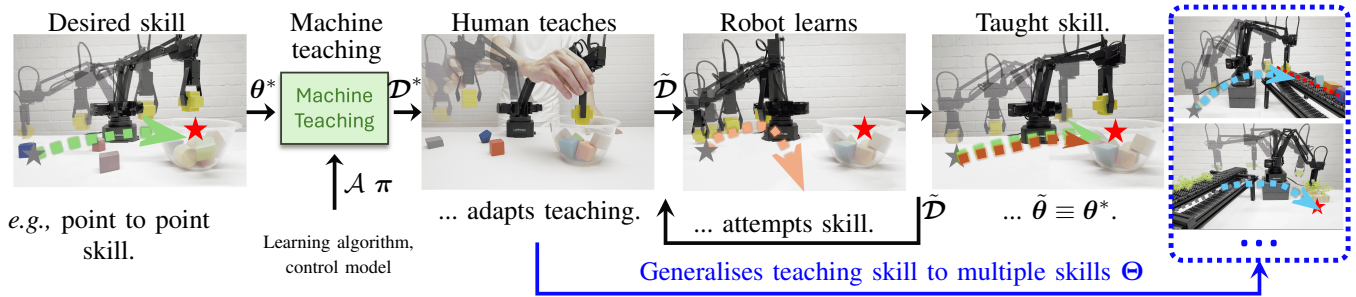 Desired skill
Machine
teaching
Human teaches
Robot learns
Taught skill.
θ*
Machine
Teaching
𝒟*
𝒟̃
𝒜 π
e.g., point to point
skill.
Learning algorithm,
control model
... adapts teaching.
... attempts skill.
𝒟̃
... θ̃ ≡ θ*.
...
Generalises teaching skill to multiple skills Θ